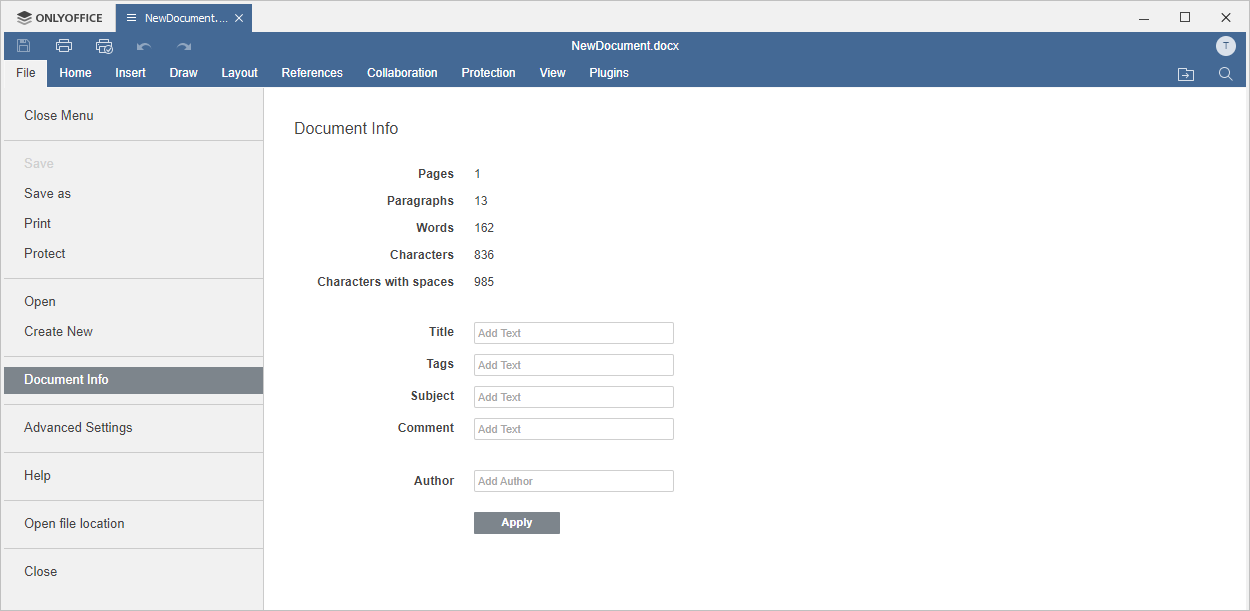 ONLYOFFICE NewDocument....
NewDocument.docx T
File Home Insert Draw Layout References Collaboration Protection View Plugins
Close Menu
Save
Save as
Print
Protect
Open
Create New
Document Info
Advanced Settings
Help
Open file location
Close
Document Info
Pages 1
Paragraphs 13
Words 162
Characters 836
Characters with spaces 985
Title Add Text
Tags Add Text
Subject Add Text
Comment Add Text
Author Add Author
Apply